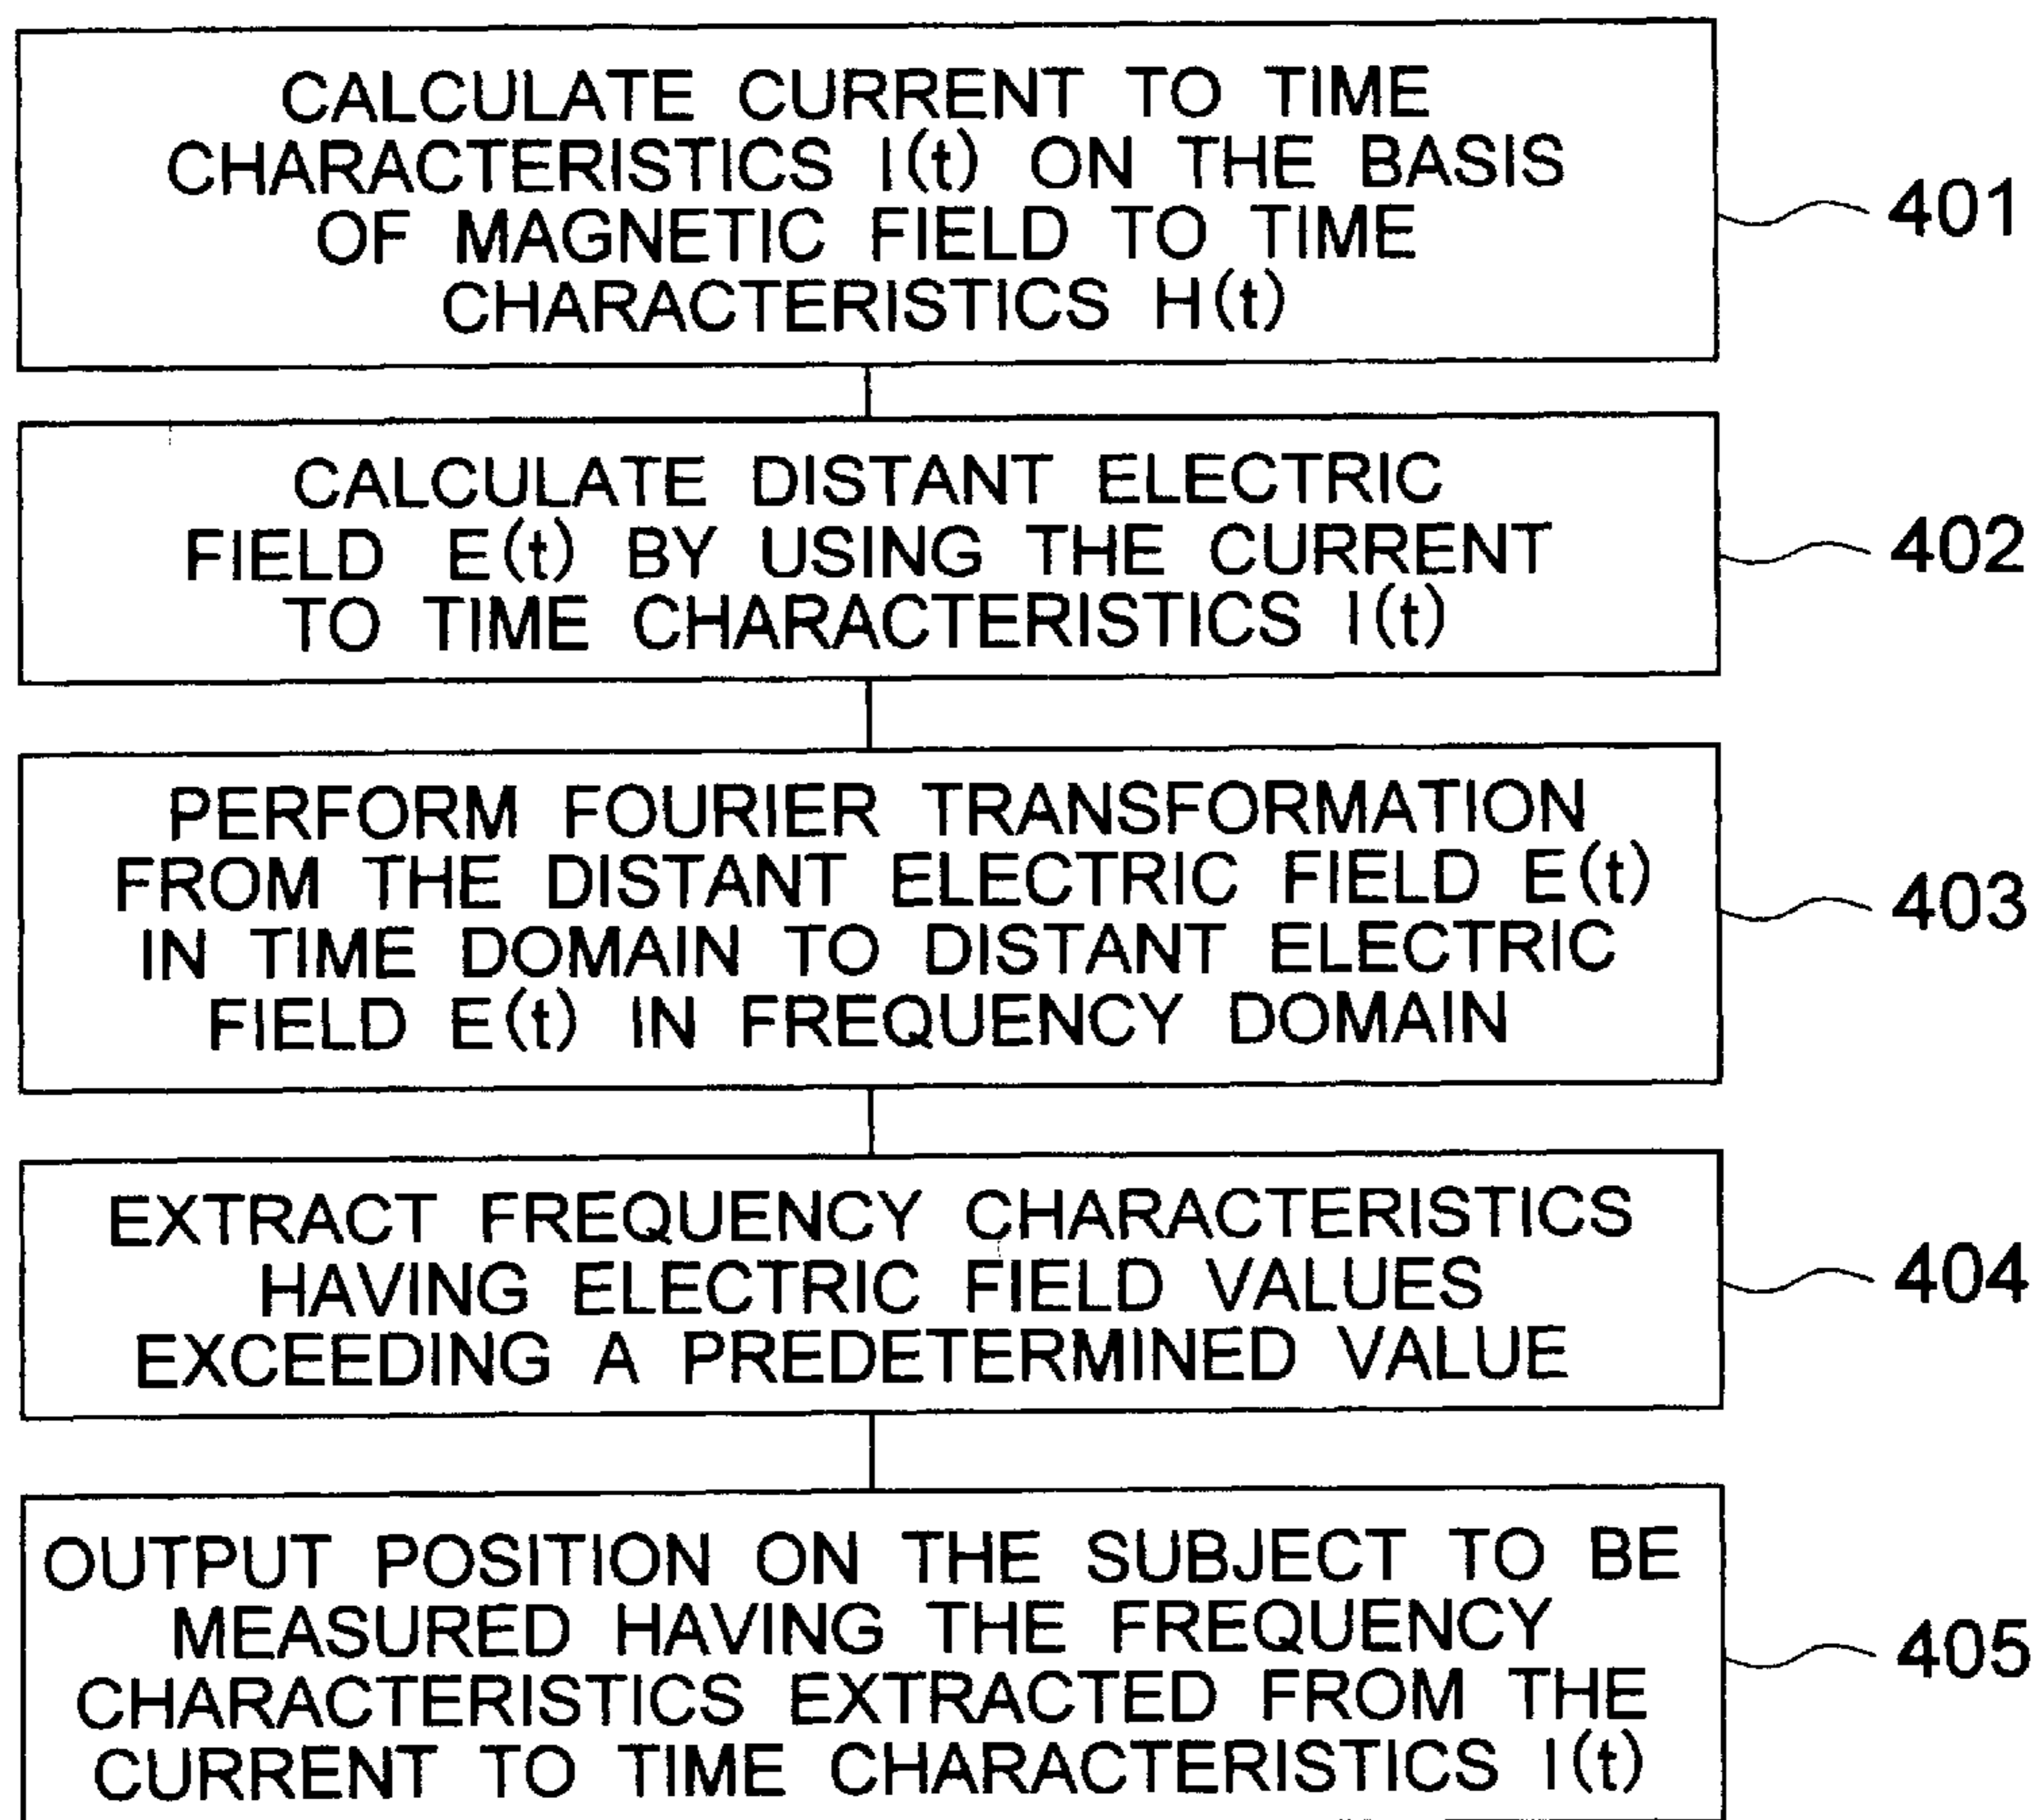 CALCULATE CURRENT TO TIME
CHARACTERISTICS I(t) ON THE BASIS
OF MAGNETIC FIELD TO TIME
CHARACTERISTICS H(t)
401
CALCULATE DISTANT ELECTRIC
FIELD E(t) BY USING THE CURRENT
TO TIME CHARACTERISTICS I(t)
402
PERFORM FOURIER TRANSFORMATION
FROM THE DISTANT ELECTRIC FIELD E(t)
IN TIME DOMAIN TO DISTANT ELECTRIC
FIELD E(t) IN FREQUENCY DOMAIN
403
EXTRACT FREQUENCY CHARACTERISTICS
HAVING ELECTRIC FIELD VALUES
EXCEEDING A PREDETERMINED VALUE
404
OUTPUT POSITION ON THE SUBJECT TO BE
MEASURED HAVING THE FREQUENCY
CHARACTERISTICS EXTRACTED FROM THE
CURRENT TO TIME CHARACTERISTICS I(t)
405